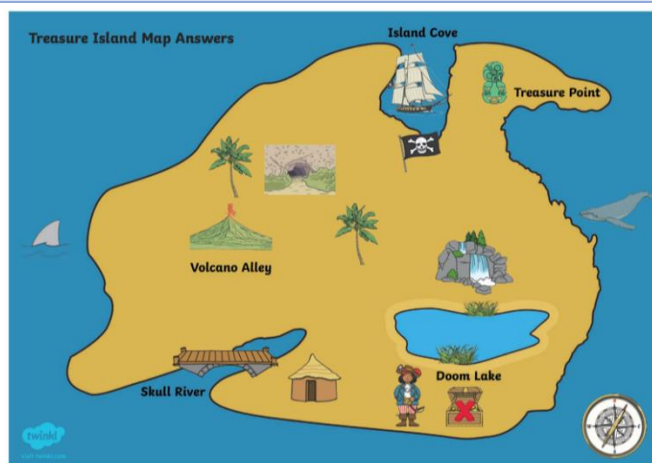 Treasure Island Map Answers
Island Cove
Treasure Point
Volcano Alley
Doom Lake
Skull River
twinkl